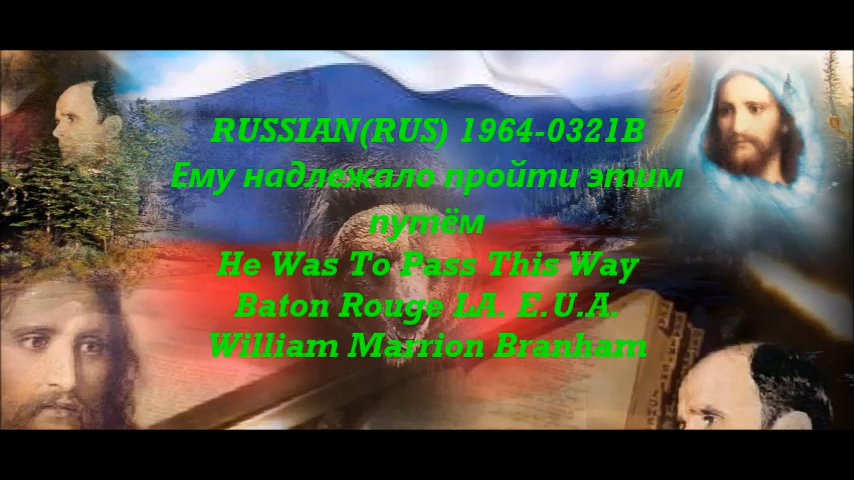 RUSSIAN(RUS) 1964-0321B
Ему надлежало пройти этим
путём
He Was To Pass This Way
Baton Rouge LA. E.U.A.
William Marrion Branham